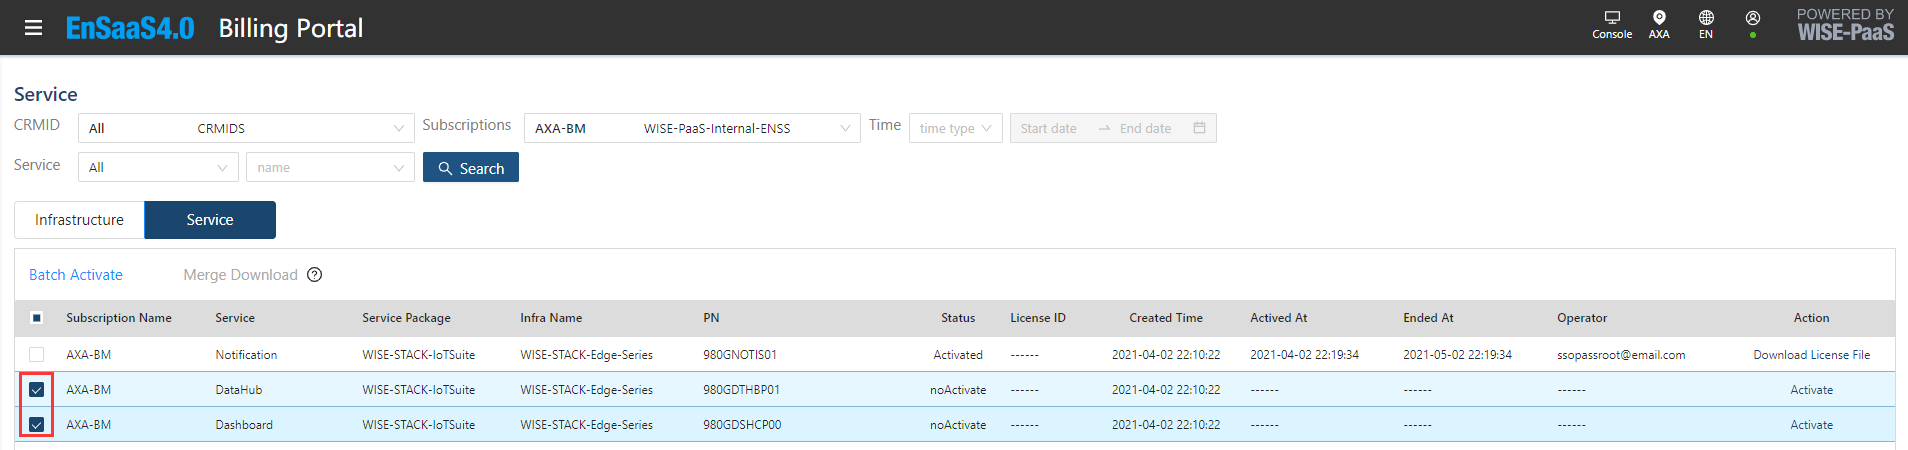 EnSaaS4.0 Billing Portal Console AXA EN POWERED BY WISE-PaaS
Service
CRMID All CRMIDS Subscriptions AXA-BM WISE-PaaS-Internal-ENSS Time time type Start date → End date
Service All name Search
Infrastructure Service
Batch Activate Merge Download ?
Subscription Name Service Service Package Infra Name PN Status License ID Created Time Actived At Ended At Operator Action
AXA-BM Notification WISE-STACK-IoTSuite WISE-STACK-Edge-Series 980GNOTIS01 Activated ------ 2021-04-02 22:10:22 2021-04-02 22:19:34 2021-05-02 22:19:34 ssopassroot@email.com Download License File
AXA-BM DataHub WISE-STACK-IoTSuite WISE-STACK-Edge-Series 980GDTHBP01 noActivate ------ 2021-04-02 22:10:22 ------ ------ ------ Activate
AXA-BM Dashboard WISE-STACK-IoTSuite WISE-STACK-Edge-Series 980GDSHCP00 noActivate ------ 2021-04-02 22:10:22 ------ ------ ------ Activate